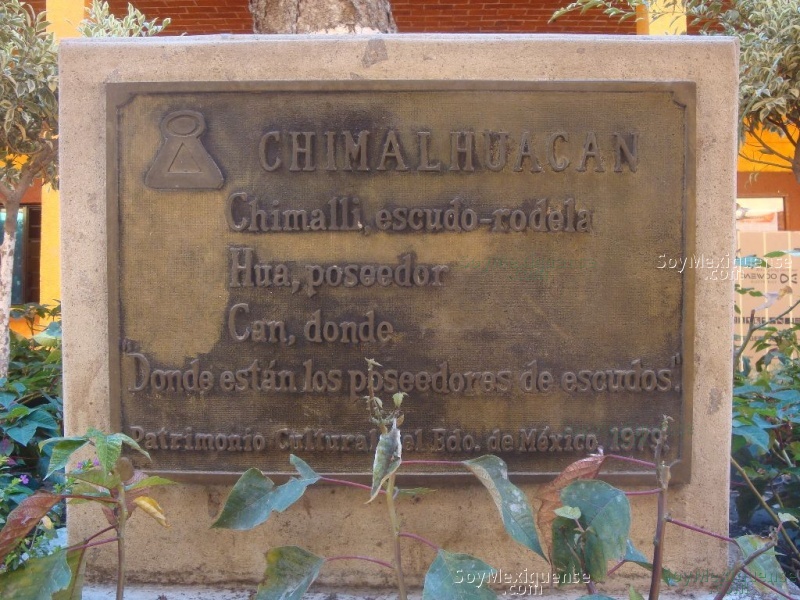 CHIMALHUACAN
Chimalli, escudo-rodela
Hua, poseedor
Can, donde
"Donde están los poseedores de escudos."
Patrimonio Cultural del Edo. de México. 1979.
SoyMexiquense
.com
SoyMexiquense
.com